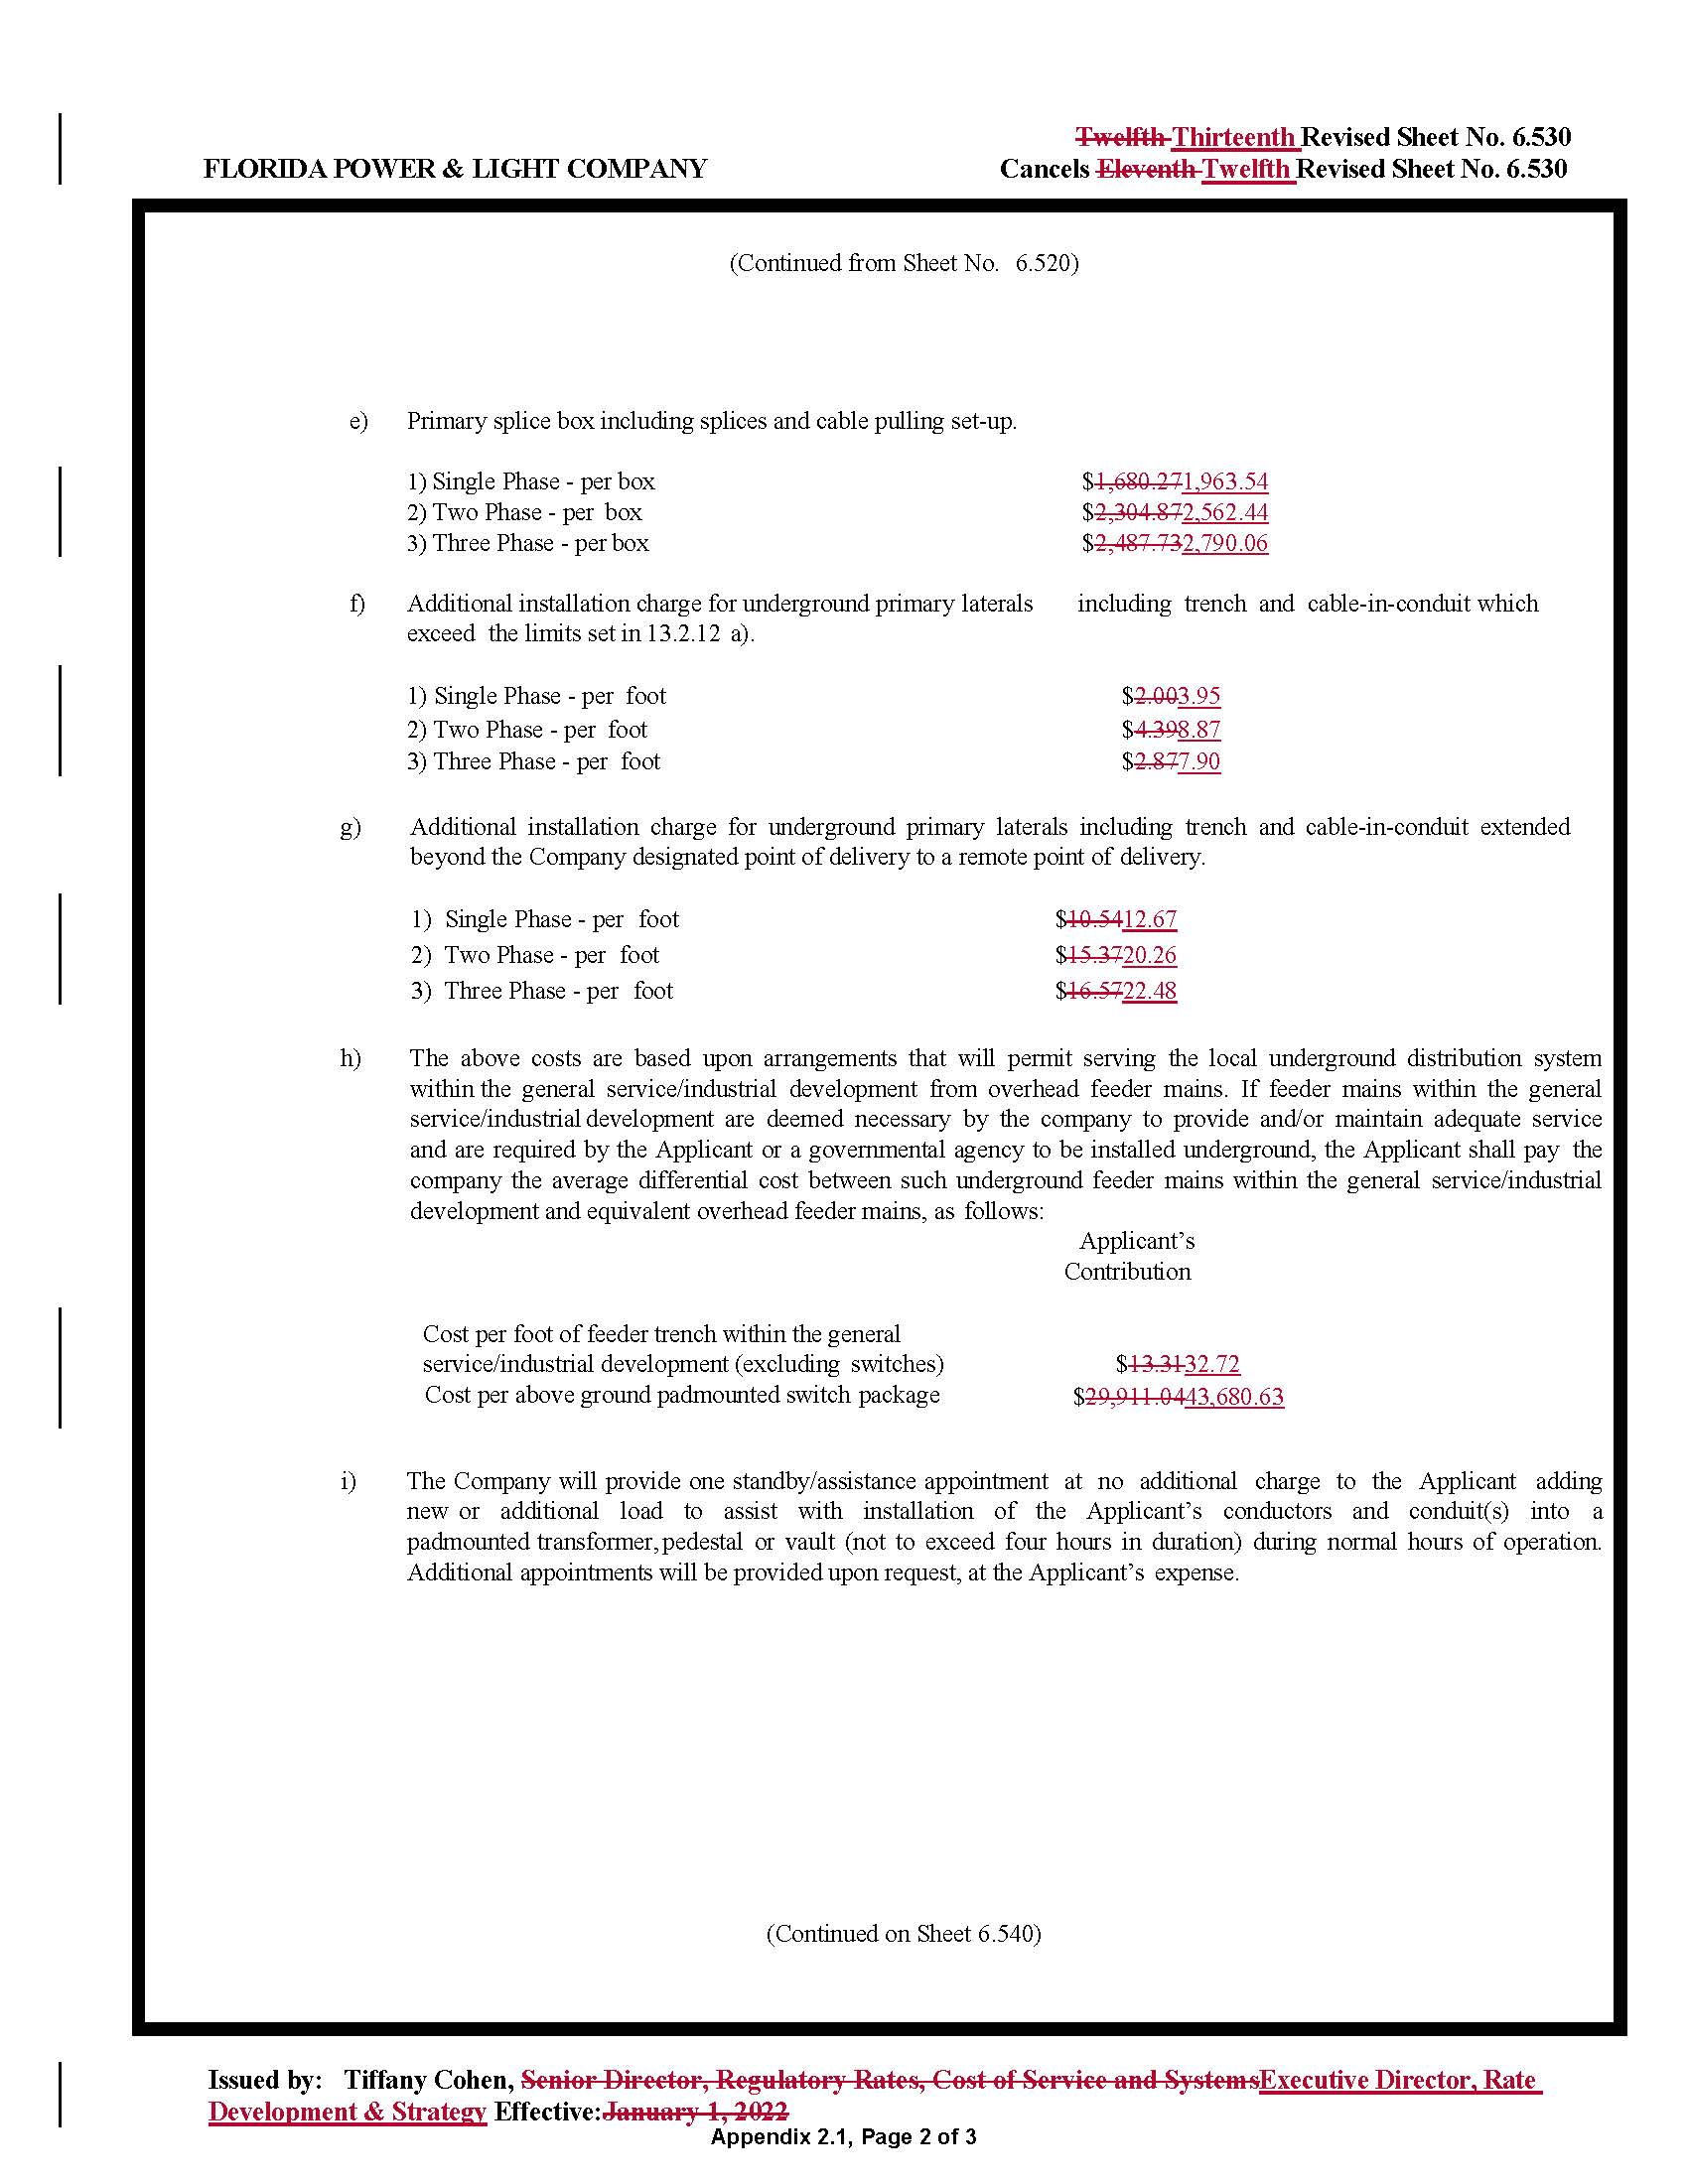 Twelfth Thirteenth Revised Sheet No. 6.530
FLORIDA POWER & LIGHT COMPANY Cancels Eleventh Twelfth Revised Sheet No. 6.530
(Continued from Sheet No. 6.520)
e) Primary splice box including splices and cable pulling set-up.
1) Single Phase - per box $1,680.271,963.54
2) Two Phase - per box $2,304.872,562.44
3) Three Phase - per box $2,487.732,790.06
f) Additional installation charge for underground primary laterals including trench and cable-in-conduit which
exceed the limits set in 13.2.12 a).
1) Single Phase - per foot $2.003.95
2) Two Phase - per foot $4.398.87
3) Three Phase - per foot $2.877.90
g) Additional installation charge for underground primary laterals including trench and cable-in-conduit extended
beyond the Company designated point of delivery to a remote point of delivery.
1) Single Phase - per foot $10.5412.67
2) Two Phase - per foot $15.3720.26
3) Three Phase - per foot $16.5722.48
h) The above costs are based upon arrangements that will permit serving the local underground distribution system
within the general service/industrial development from overhead feeder mains. If feeder mains within the general
service/industrial development are deemed necessary by the company to provide and/or maintain adequate service
and are required by the Applicant or a governmental agency to be installed underground, the Applicant shall pay the
company the average differential cost between such underground feeder mains within the general service/industrial
development and equivalent overhead feeder mains, as follows:
Applicant’s
Contribution
Cost per foot of feeder trench within the general
service/industrial development (excluding switches) $13.3132.72
Cost per above ground padmounted switch package $29,911.0443,680.63
i) The Company will provide one standby/assistance appointment at no additional charge to the Applicant adding
new or additional load to assist with installation of the Applicant’s conductors and conduit(s) into a
padmounted transformer, pedestal or vault (not to exceed four hours in duration) during normal hours of operation.
Additional appointments will be provided upon request, at the Applicant’s expense.
(Continued on Sheet 6.540)
Issued by: Tiffany Cohen, Senior Director, Regulatory Rates, Cost of Service and SystemsExecutive Director, Rate
Development & Strategy Effective:January 1, 2022
Appendix 2.1, Page 2 of 3